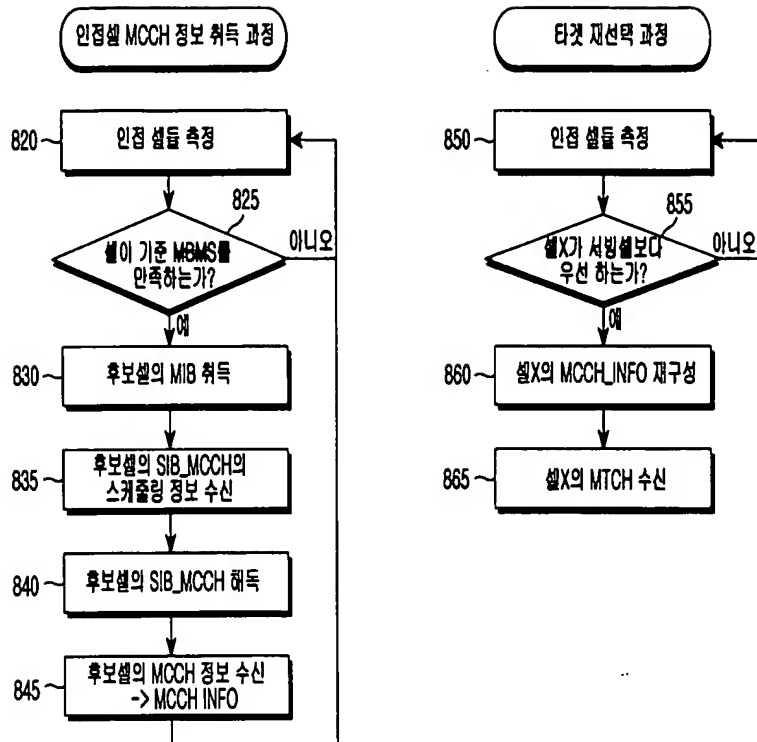 인접셀 MCCH 정보 취득 과정
820
인접 셀들 측정
825
셀이 기준 MBMS를
만족하는가?
아니오
예
830
후보셀의 MIB 취득
835
후보셀의 SIB_MCCH의
스캐줄링 정보 수신
840
후보셀의 SIB_MCCH 해독
845
후보셀의 MCCH 정보 수신
-> MCCH INFO
타겟 재선택 과정
850
인접 셀들 측정
855
셀X가 서빙셀보다
우선 하는가?
아니오
예
860
셀X의 MCCH_INFO 재구성
865
셀X의 MTCH 수신